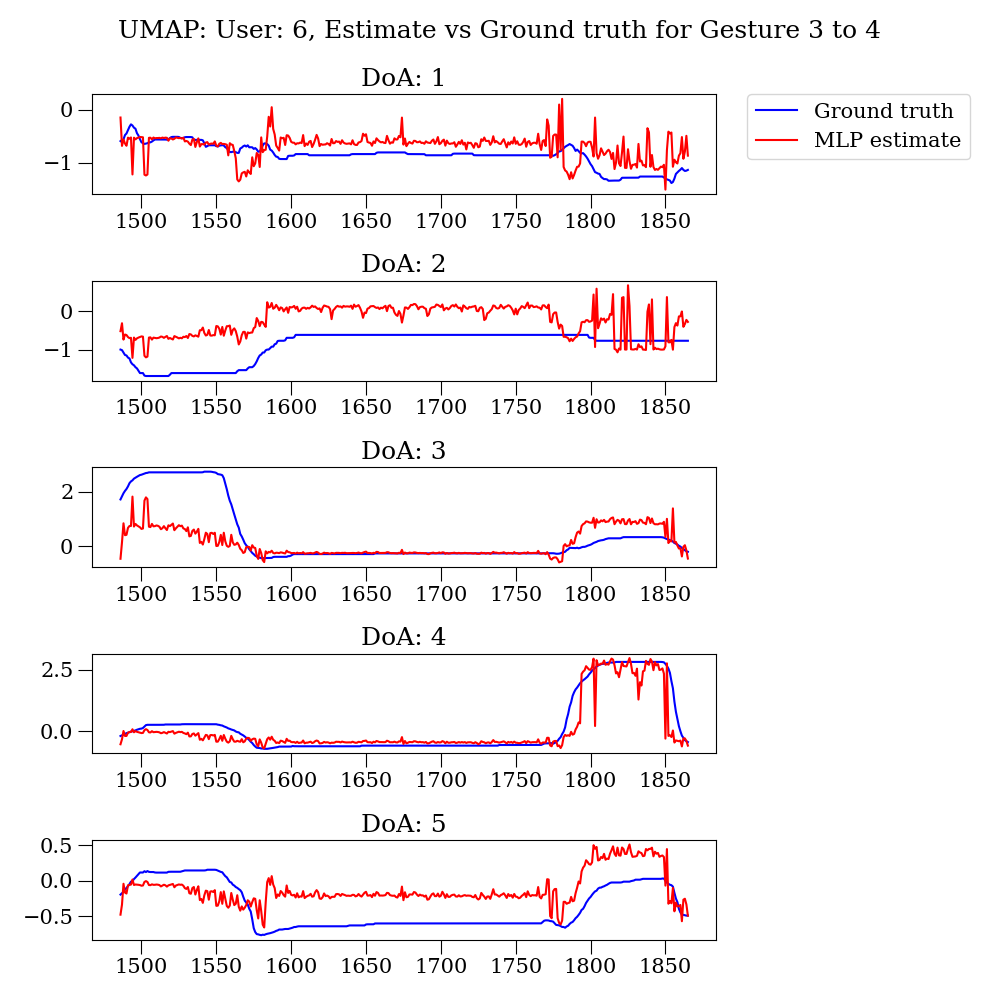 UMAP: User: 6, Estimate vs Ground truth for Gesture 3 to 4
DoA: 1
Ground truth
MLP estimate
0
−1
1500 1550 1600 1650 1700 1750 1800 1850
DoA: 2
0
−1
1500 1550 1600 1650 1700 1750 1800 1850
DoA: 3
2
0
1500 1550 1600 1650 1700 1750 1800 1850
DoA: 4
2.5
0.0
1500 1550 1600 1650 1700 1750 1800 1850
DoA: 5
0.5
0.0
−0.5
1500 1550 1600 1650 1700 1750 1800 1850